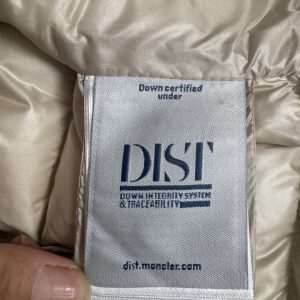 Down certified
under
DIST
DOWN INTEGRITY SYSTEM
& TRACEABILITY
dist.moncler.com